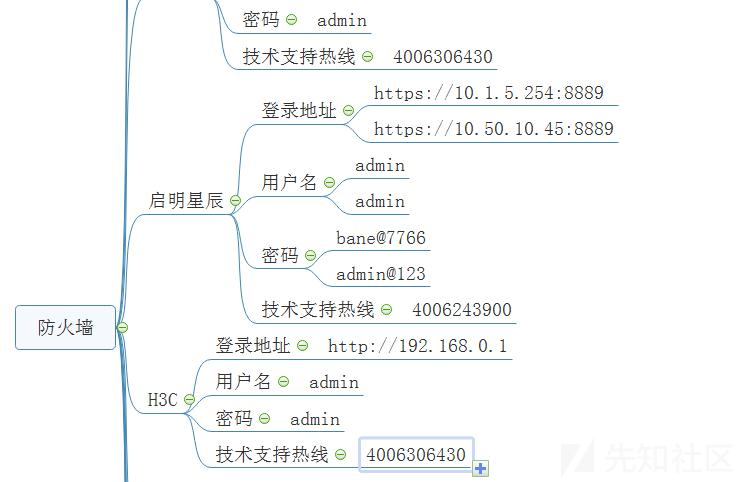 密码 admin
技术支持热线 4006306430
防火墙
启明星辰
登录地址
https://10.1.5.254:8889
https://10.50.10.45:8889
用户名
admin
admin
密码
bane@7766
admin@123
技术支持热线 4006243900
H3C
登录地址 http://192.168.0.1
用户名 admin
密码 admin
技术支持热线 4006306430
先知社区